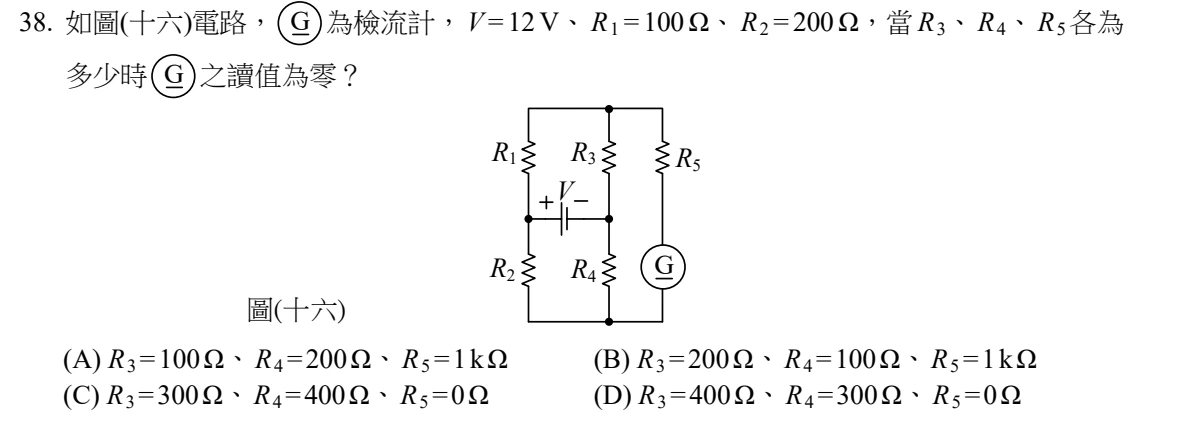 38. 如圖(十六)電路，G為檢流計，V=12 V、R₁=100 Ω、R₂=200 Ω，當 R₃、R₄、R₅各為
多少時G之讀值為零？
R₁ R₃ R₅
+ V −
R₂ R₄ G
圖(十六)
(A) R₃=100 Ω、R₄=200 Ω、R₅=1 kΩ (B) R₃=200 Ω、R₄=100 Ω、R₅=1 kΩ
(C) R₃=300 Ω、R₄=400 Ω、R₅=0 Ω (D) R₃=400 Ω、R₄=300 Ω、R₅=0 Ω